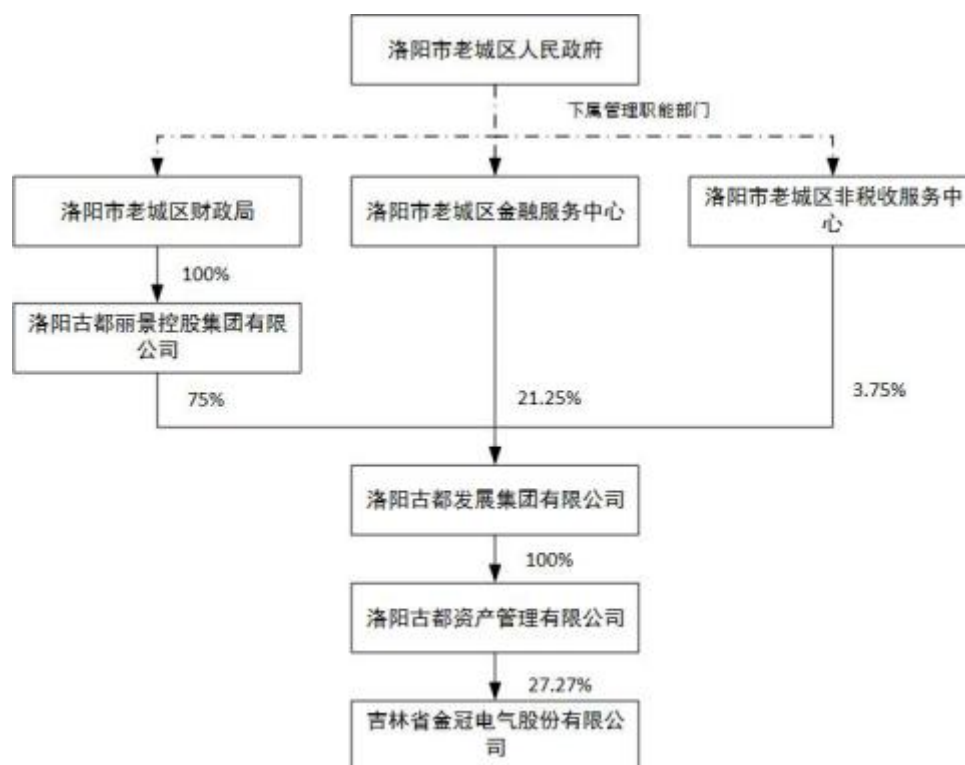 洛阳市老城区人民政府
下属管理职能部门
洛阳市老城区财政局
洛阳市老城区金融服务中心
洛阳市老城区非税收服务中
心
100%
洛阳古都丽景控股集团有限
公司
75%
21.25%
3.75%
洛阳古都发展集团有限公司
100%
洛阳古都资产管理有限公司
27.27%
吉林省金冠电气股份有限公
司